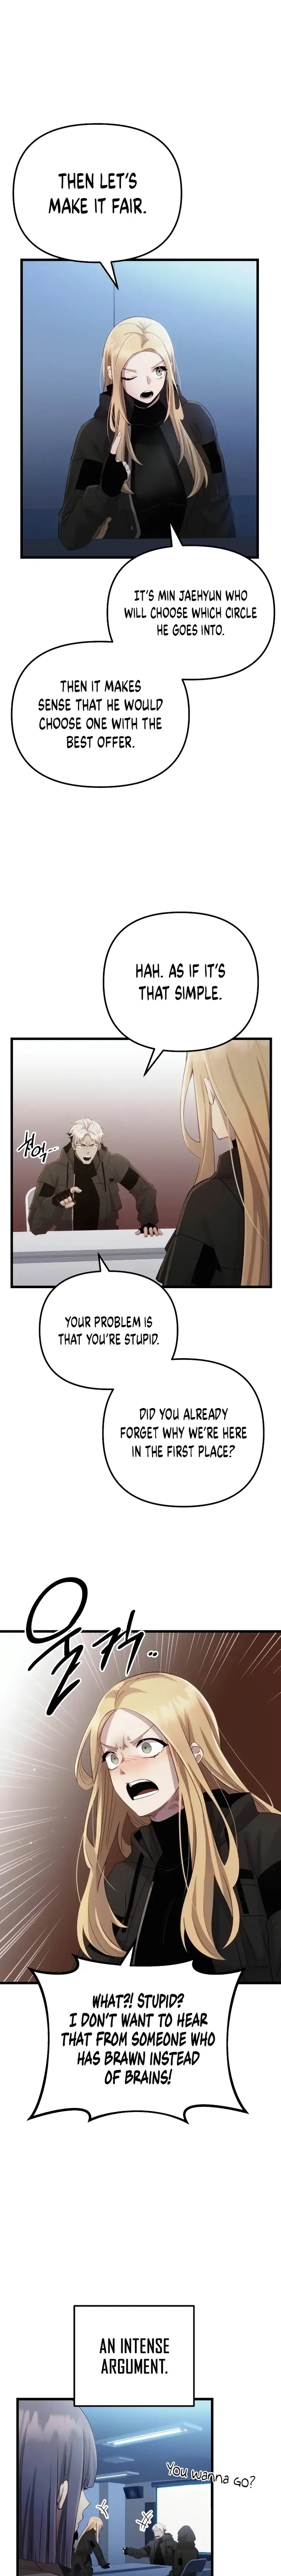 THEN LET'S
MAKE IT FAIR.
IT'S MIN JAEHYUN WHO
WILL CHOOSE WHICH CIRCLE
HE GOES INTO.
THEN IT MAKES
SENSE THAT HE WOULD
CHOOSE ONE WITH THE
BEST OFFER.
HAH. AS IF IT'S
THAT SIMPLE.
YOUR PROBLEM IS
THAT YOU'RE STUPID.
DID YOU ALREADY
FORGET WHY WE'RE HERE
IN THE FIRST PLACE?
울컥..
WHAT?! STUPID?
I DON'T WANT TO HEAR
THAT FROM SOMEONE WHO
HAS BRAWN INSTEAD
OF BRAINS!
AN INTENSE
ARGUMENT.
You wanna go?